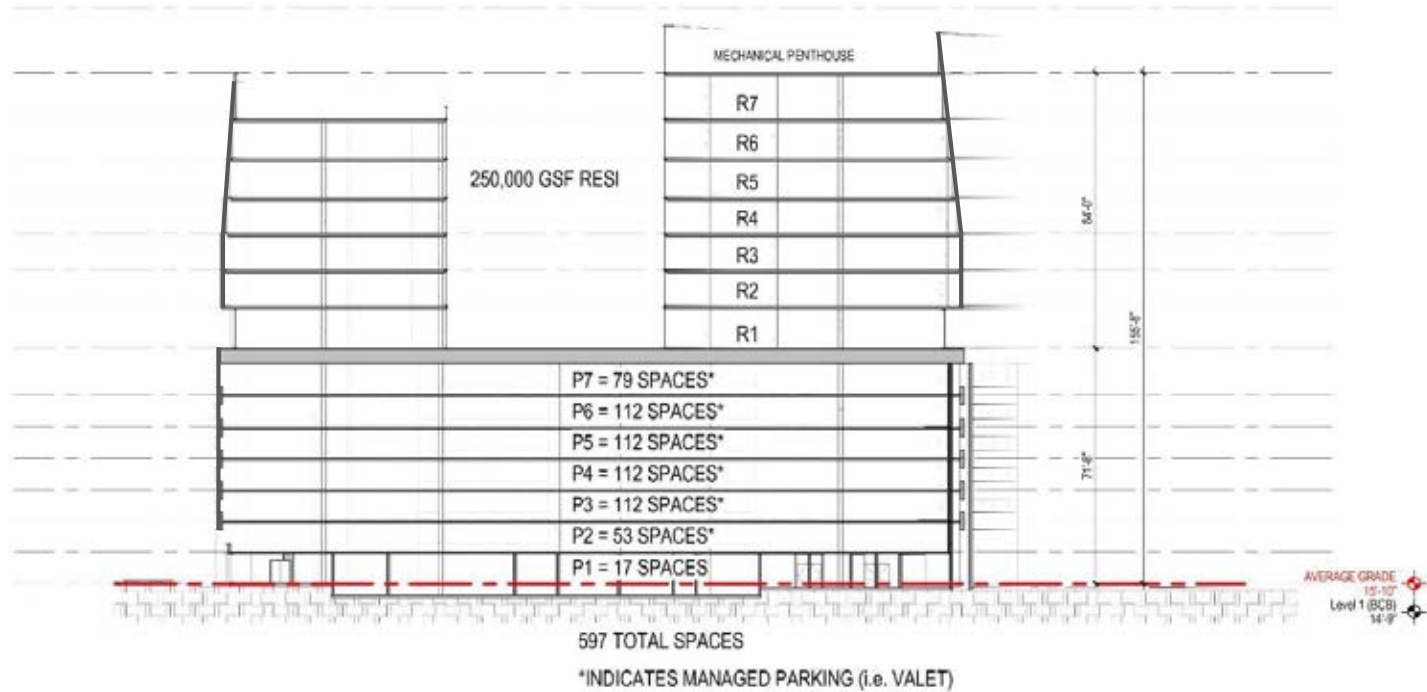 MECHANICAL PENTHOUSE
R7
R6
250,000 GSF RESI
R5
R4
84'-0"
R3
R2
R1
P7 = 79 SPACES*
P6 = 112 SPACES*
P5 = 112 SPACES*
P4 = 112 SPACES*
P3 = 112 SPACES*
P2 = 53 SPACES*
P1 = 17 SPACES
AVERAGE GRADE
15'-10"
Level 1 (BCB)
14'-9"
597 TOTAL SPACES
*INDICATES MANAGED PARKING (i.e. VALET)